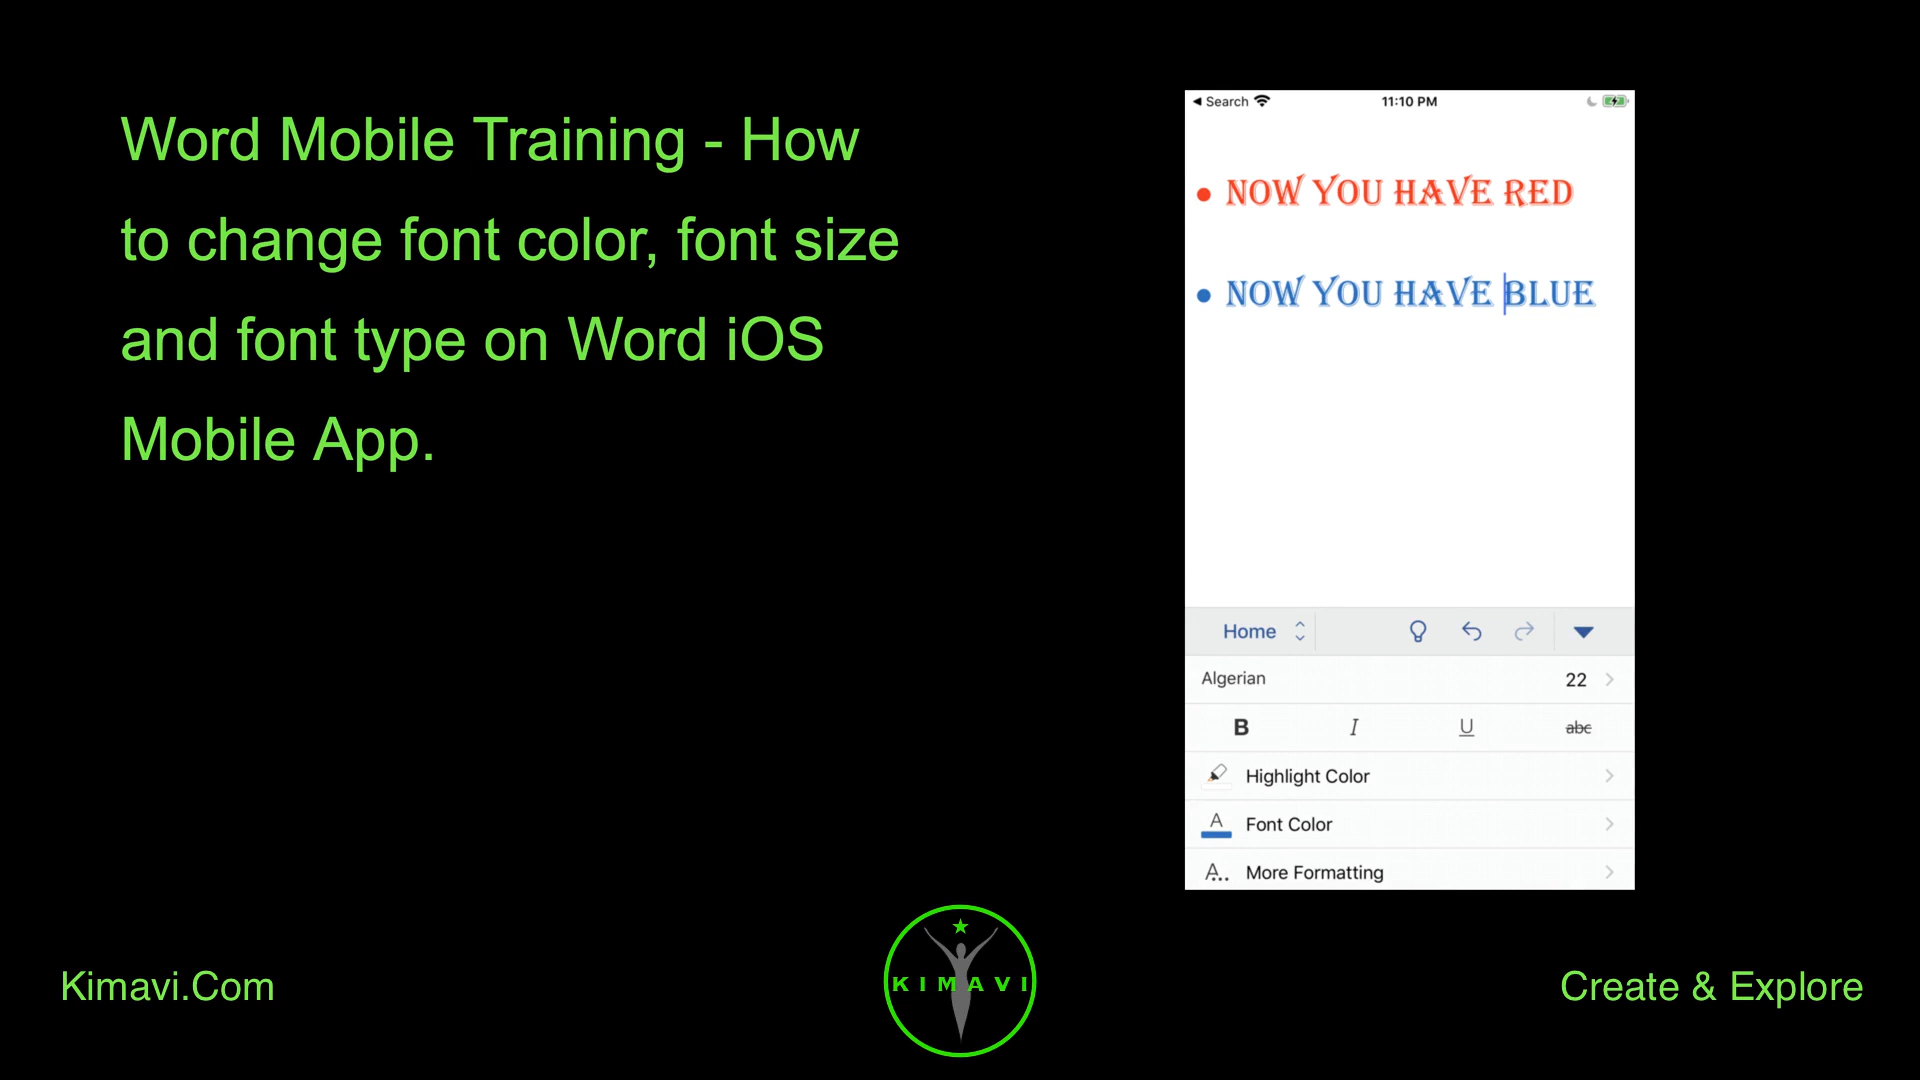 Word Mobile Training - How
to change font color, font size
and font type on Word iOS
Mobile App.
Search
11:10 PM
• NOW YOU HAVE RED
• NOW YOU HAVE BLUE
Home
Algerian 22
B I U abc
Highlight Color
A Font Color
A.. More Formatting
Kimavi.Com
KIMAVI
Create & Explore